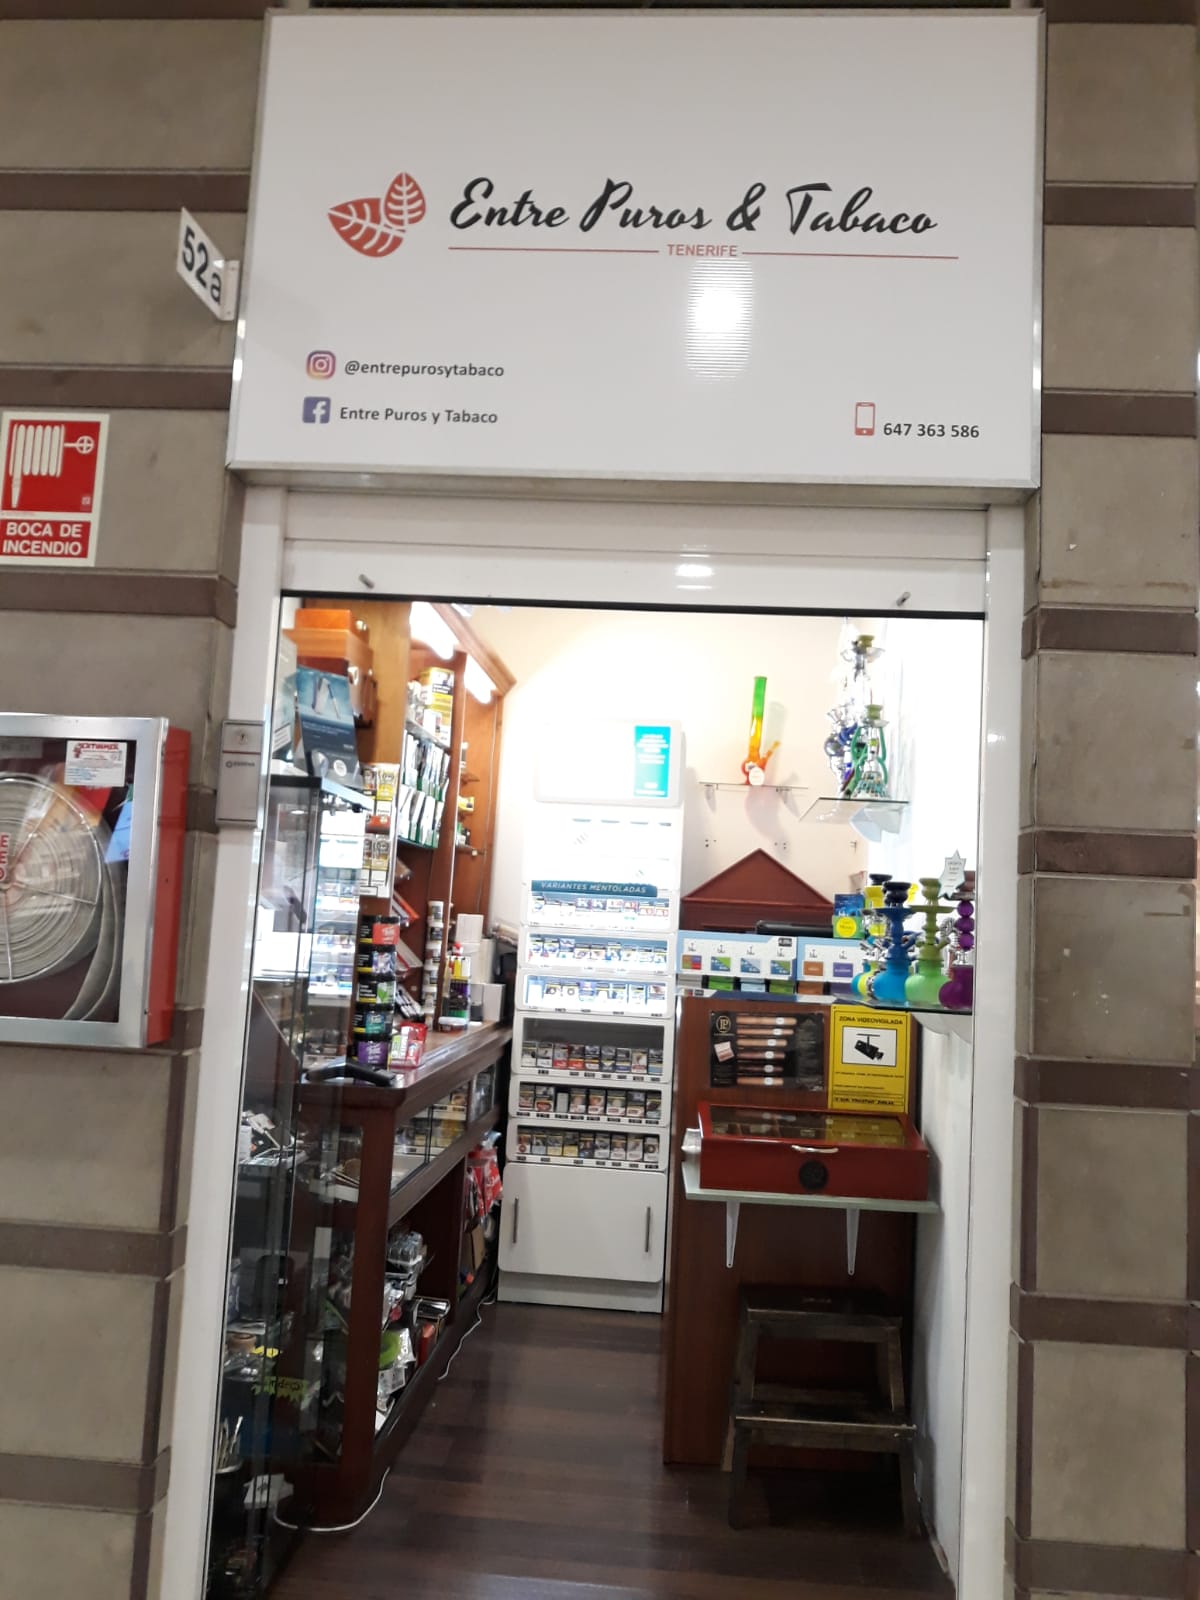 Entre Puros & Tabaco
TENERIFE
52a
@entrepurosytabaco
Entre Puros y Tabaco
647 363 586
BOCA DE
INCENDIO
VARIANTES MENTOLADAS
ZONA VIDEOVIGILADA